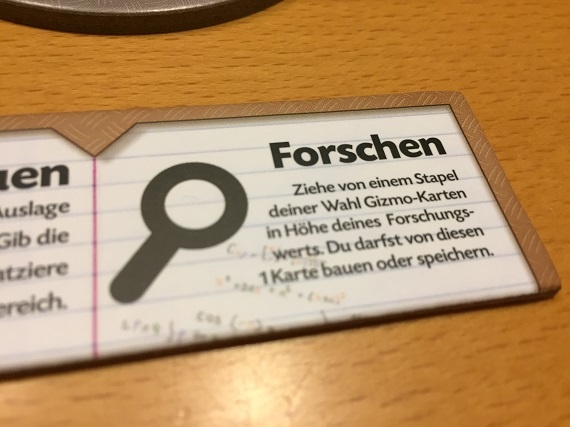 uen
Auslage
Gib die
atziere
ereich.
Forschen
Ziehe von einem Stapel
deiner Wahl Gizmo-Karten
in Höhe deines Forschungs-
werts. Du darfst von diesen
1 Karte bauen oder speichern.
cos